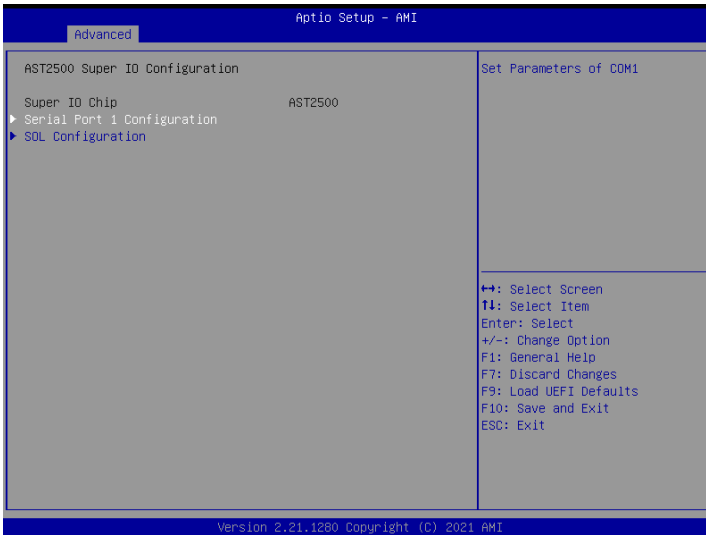 Aptio Setup – AMI
Advanced
AST2500 Super IO Configuration
Super IO Chip AST2500
Serial Port 1 Configuration
SOL Configuration
Set Parameters of COM1
↔: Select Screen
↑↓: Select Item
Enter: Select
+/-: Change Option
F1: General Help
F7: Discard Changes
F9: Load UEFI Defaults
F10: Save and Exit
ESC: Exit
Version 2.21.1280 Copyright (C) 2021 AMI